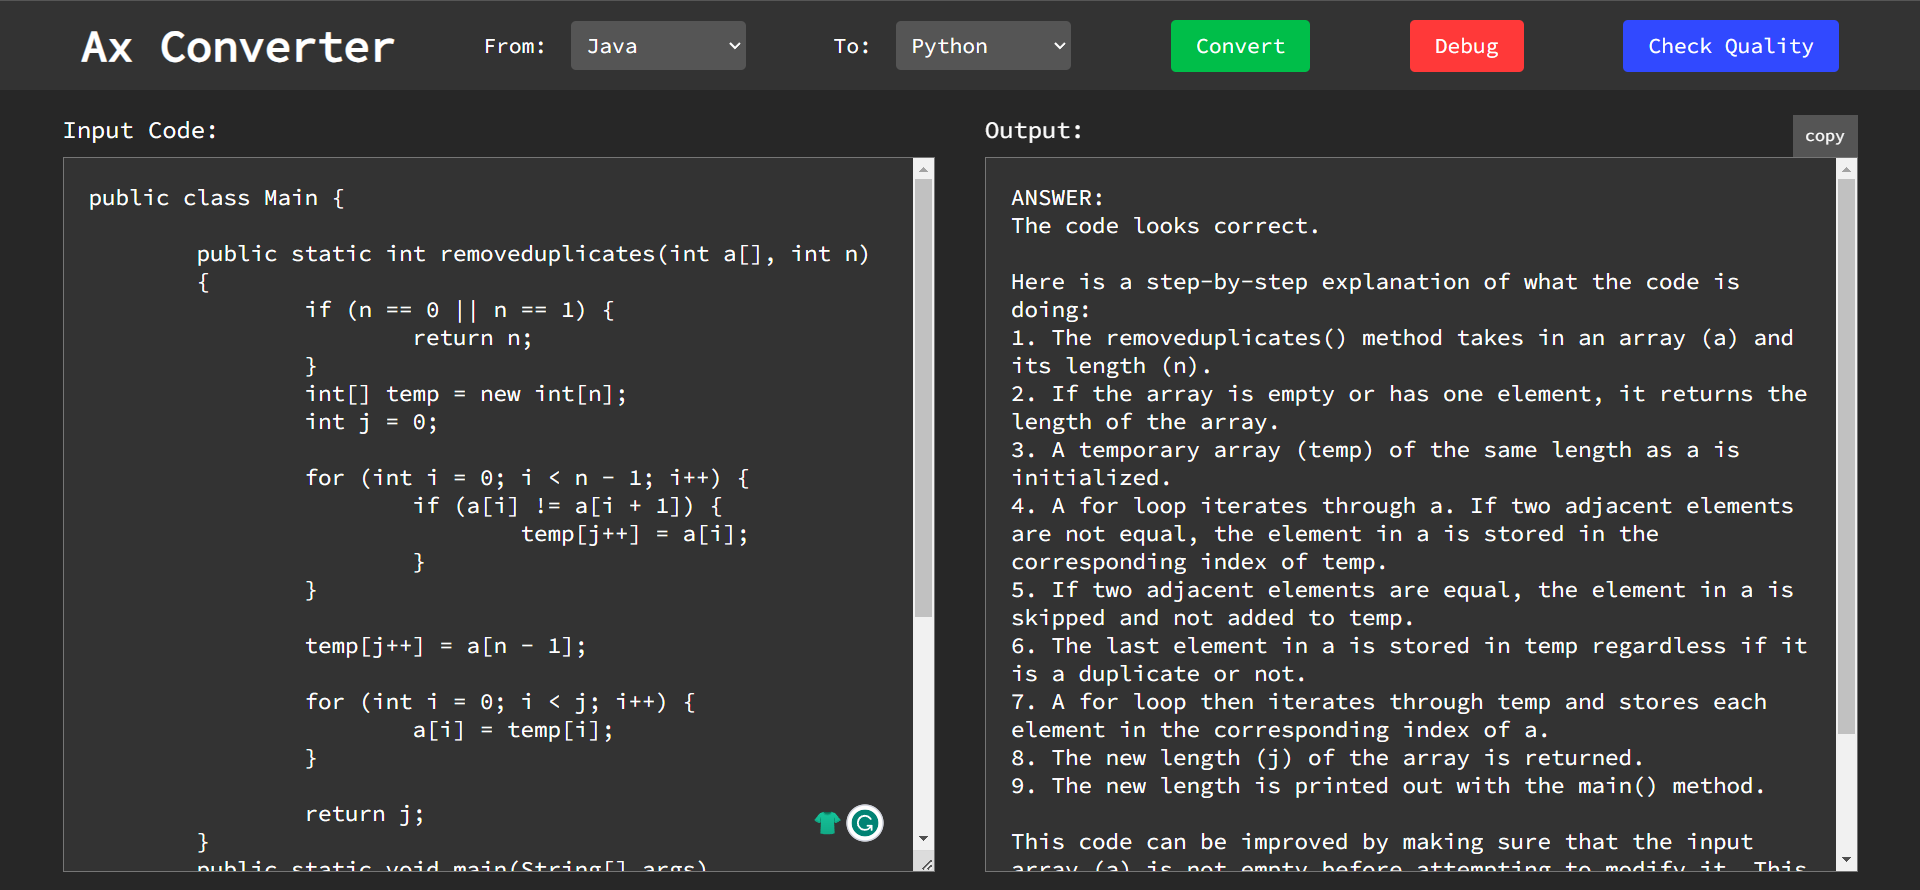 Ax Converter
From:
Java
To:
Python
Convert
Debug
Check Quality
Input Code:
public class Main {
public static int removeduplicates(int a[], int n)
{
if (n == 0 || n == 1) {
return n;
}
int[] temp = new int[n];
int j = 0;
for (int i = 0; i < n - 1; i++) {
if (a[i] != a[i + 1]) {
temp[j++] = a[i];
}
}
temp[j++] = a[n - 1];
for (int i = 0; i < j; i++) {
a[i] = temp[i];
}
return j;
}
public static void main(String[] args)
Output:
copy
ANSWER:
The code looks correct.
Here is a step-by-step explanation of what the code is
doing:
1. The removeduplicates() method takes in an array (a) and
its length (n).
2. If the array is empty or has one element, it returns the
length of the array.
3. A temporary array (temp) of the same length as a is
initialized.
4. A for loop iterates through a. If two adjacent elements
are not equal, the element in a is stored in the
corresponding index of temp.
5. If two adjacent elements are equal, the element in a is
skipped and not added to temp.
6. The last element in a is stored in temp regardless if it
is a duplicate or not.
7. A for loop then iterates through temp and stores each
element in the corresponding index of a.
8. The new length (j) of the array is returned.
9. The new length is printed out with the main() method.
This code can be improved by making sure that the input
array (a) is not empty before attempting to modify it. This